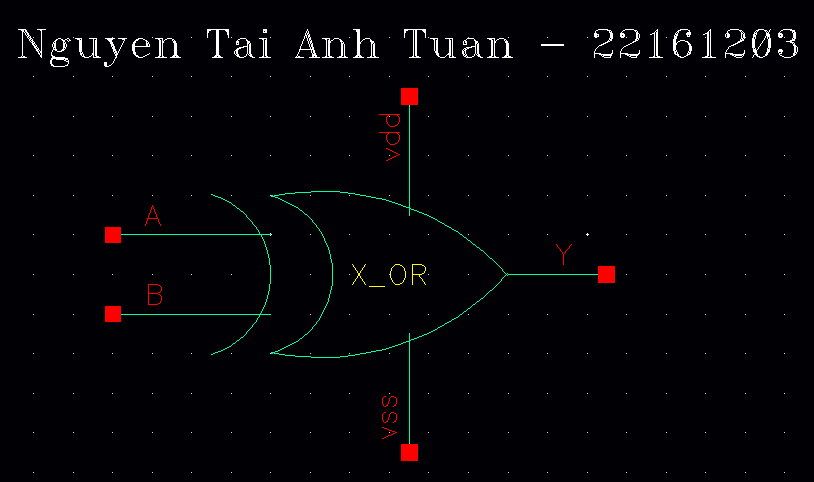 Nguyen Tai Anh Tuan - 22161203
vdd
A
Y
X_OR
B
vss